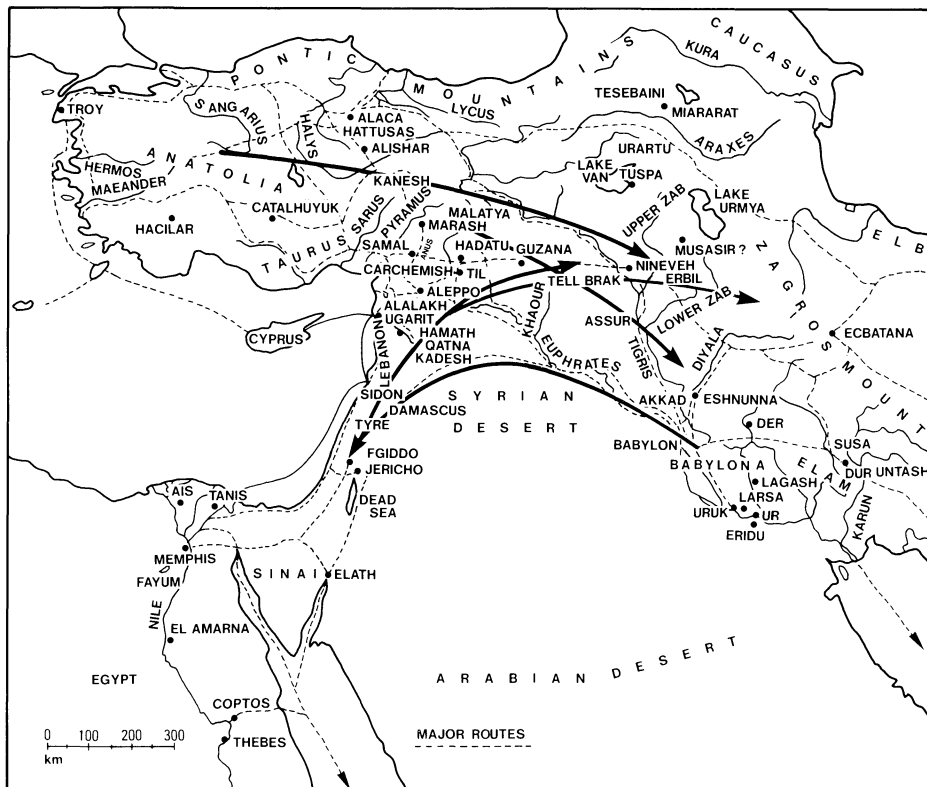 PONTIC MOUNTAINS
CAUCASUS
KURA
TESEBAINI
MIARARAT
LYCUS
ARAXES
TROY
SANGARIUS
HALYS
ALACA
HATTUSAS
ALISHAR
URARTU
LAKE
VAN
TUSPA
ANATOLIA
HERMOS
MAEANDER
KANESH
UPPER ZAB
LAKE
URMYA
CATALHUYUK
HACILAR
TAURUS
SARUS
PYRAMUS
MALATYA
MARASH
MUSASIR ?
ELB
SAMAL
ANUS
HADATU
GUZANA
CARCHEMISH
TIL
NINEVEH
ERBIL
TELL BRAK
ALEPPO
ZAGROS MOUNT
ALALAKH
UGARIT
KHAOUR
ASSUR
LOWER ZAB
CYPRUS
LEBANON
HAMATH
QATNA
KADESH
EUPHRATES
TIGRIS
DIYALA
ECBATANA
SIDON
DAMASCUS
TYRE
SYRIAN
DESERT
AKKAD
ESHNUNNA
DER
BABYLON
SUSA
FGIDDO
JERICHO
BABYLONA
ELAM
DUR UNTASH
LAGASH
AIS
TANIS
DEAD
SEA
LARSA
URUK
UR
ERIDU
KARUN
MEMPHIS
FAYUM
SINAI
ELATH
NILE
EL AMARNA
EGYPT
ARABIAN DESERT
COPTOS
THEBES
MAJOR ROUTES
0 100 200 300
km